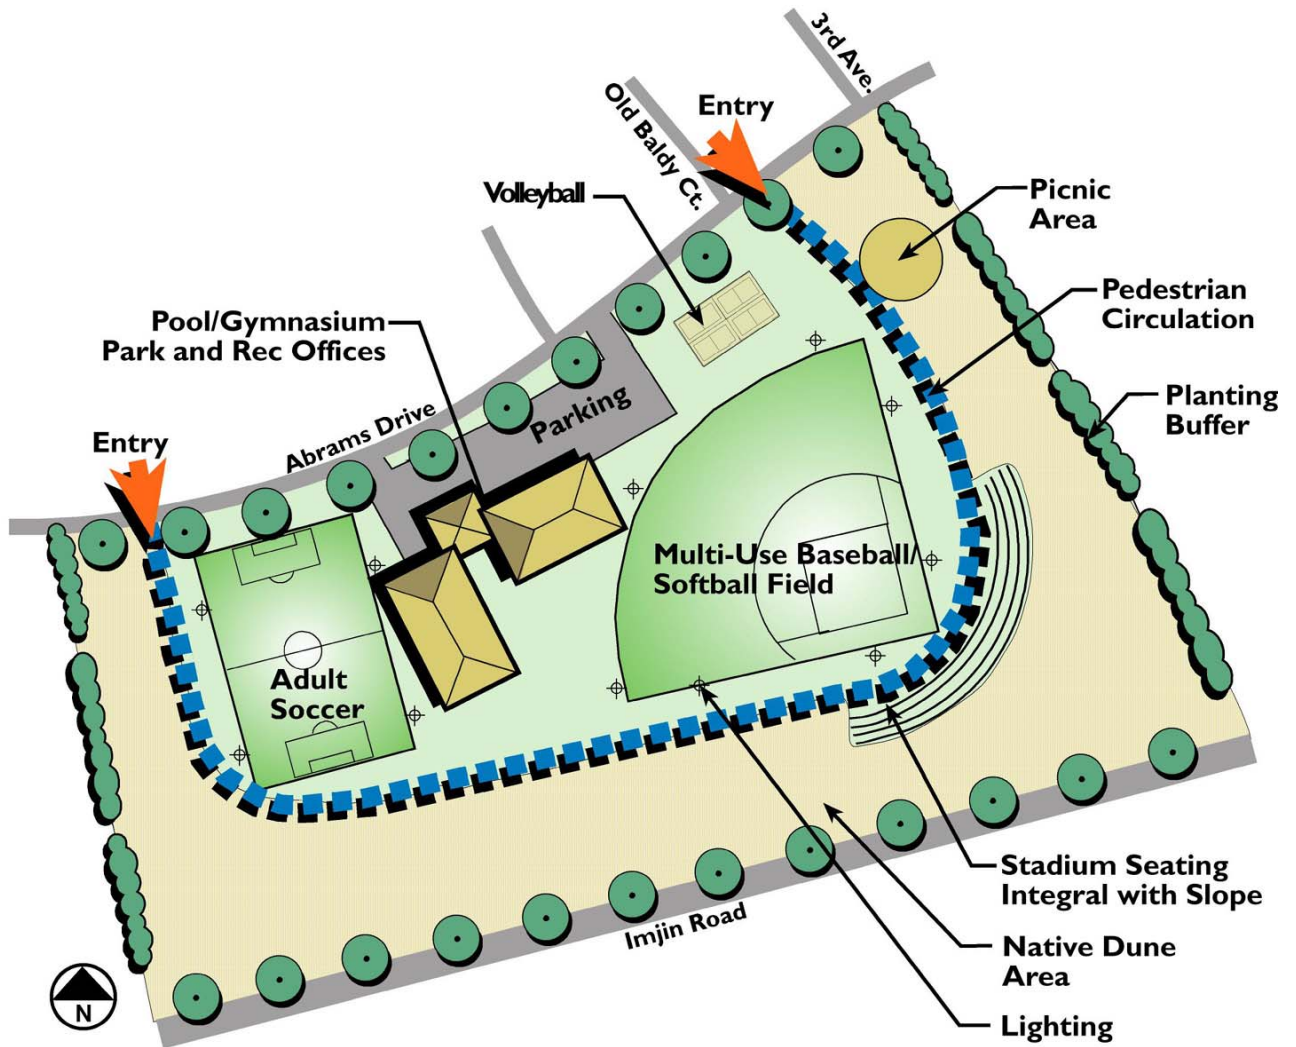 3rd Ave.
Old Baldy Ct.
Entry
Volleyball
Picnic
Area
Pedestrian
Circulation
Pool/Gymnasium
Park and Rec Offices
Planting
Buffer
Parking
Abrams Drive
Entry
Multi-Use Baseball/
Softball Field
Adult
Soccer
Stadium Seating
Integral with Slope
Imjin Road
Native Dune
Area
N
Lighting